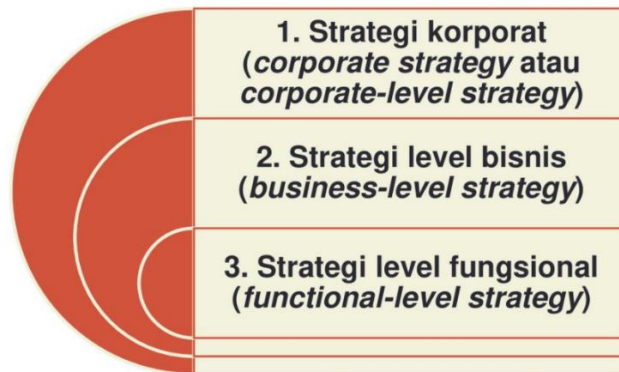 1. Strategi korporat
(corporate strategy atau
corporate-level strategy)
2. Strategi level bisnis
(business-level strategy)
3. Strategi level fungsional
(functional-level strategy)